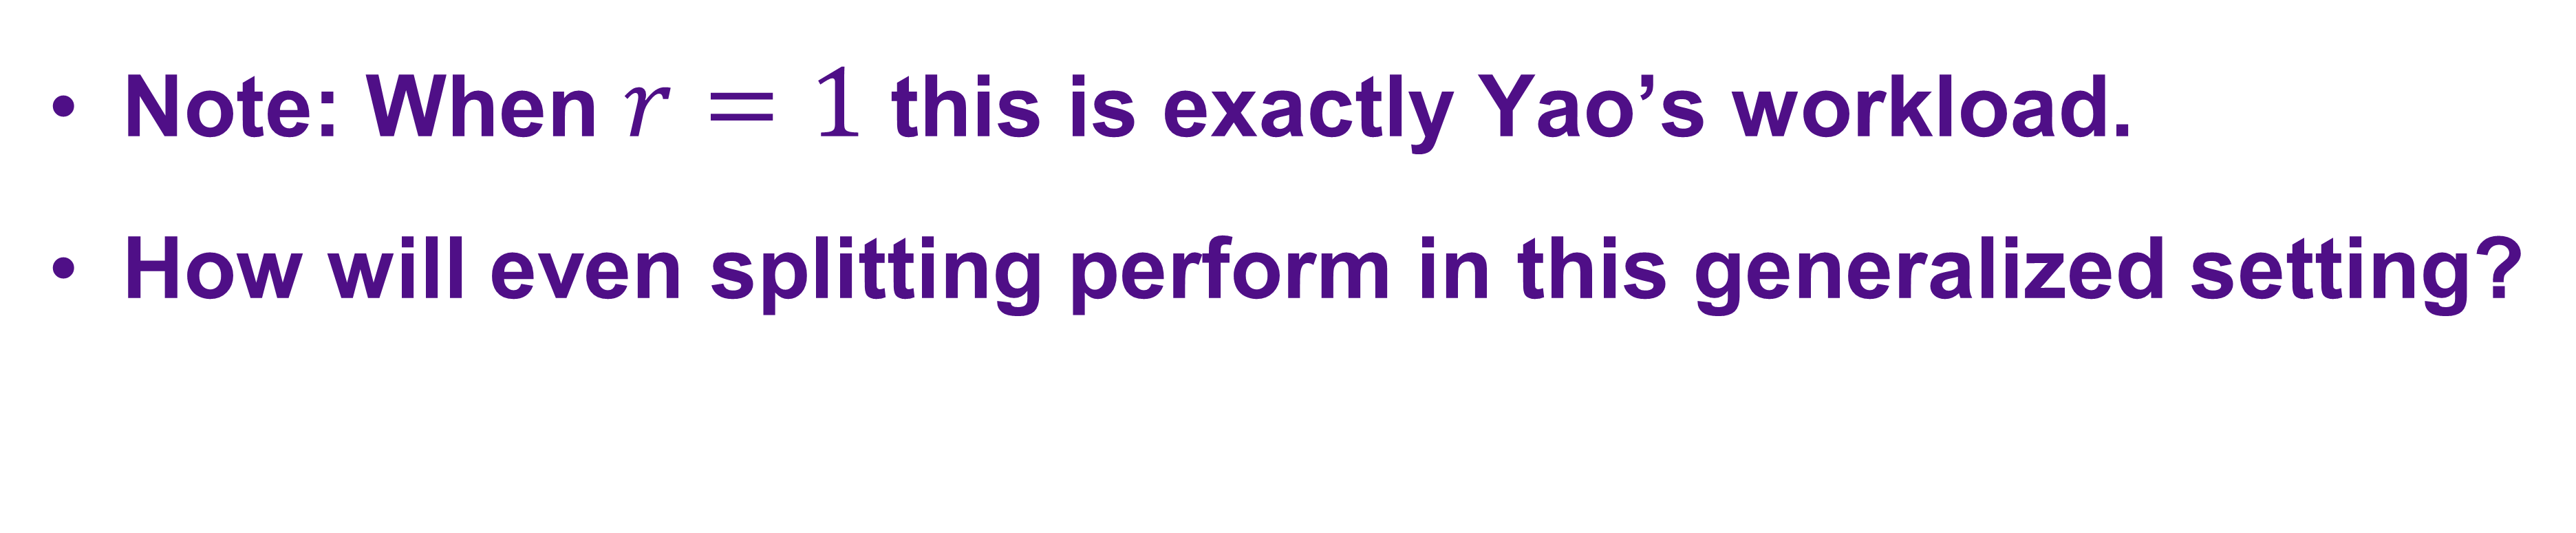 • Note: When 𝑟 = 1 this is exactly Yao’s workload.
• How will even splitting perform in this generalized setting?